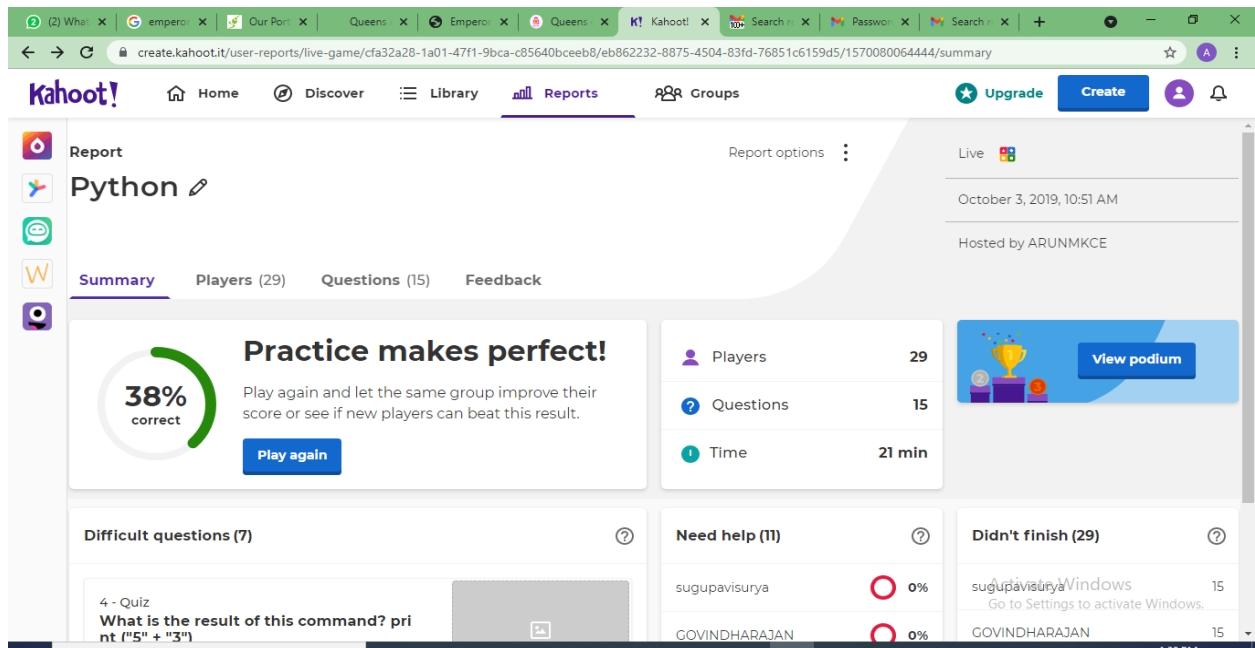 (2) What
emperor
Our Port
Queens
Emperor
Queens
Kahoot!
Search r
Passwor
Search r
create.kahoot.it/user-reports/live-game/cfa32a28-1a01-47f1-9bca-c85640bceeb8/eb862232-8875-4504-83fd-76851c6159d5/1570080064444/summary
A
Kahoot!
Home
Discover
Library
Reports
Groups
Upgrade
Create
Report
Report options
Python
Live
October 3, 2019, 10:51 AM
Hosted by ARUNMKCE
Summary
Players (29)
Questions (15)
Feedback
38%
correct
Practice makes perfect!
Play again and let the same group improve their
score or see if new players can beat this result.
Play again
Players 29
Questions 15
Time 21 min
2
3
View podium
Difficult questions (7)
4 - Quiz
What is the result of this command? pri
nt ("5" + "3")
Need help (11)
sugupavisurya 0%
GOVINDHARAJAN 0%
Didn't finish (29)
sugupavisurya 15
GOVINDHARAJAN 15
Activate Windows
Go to Settings to activate Windows.